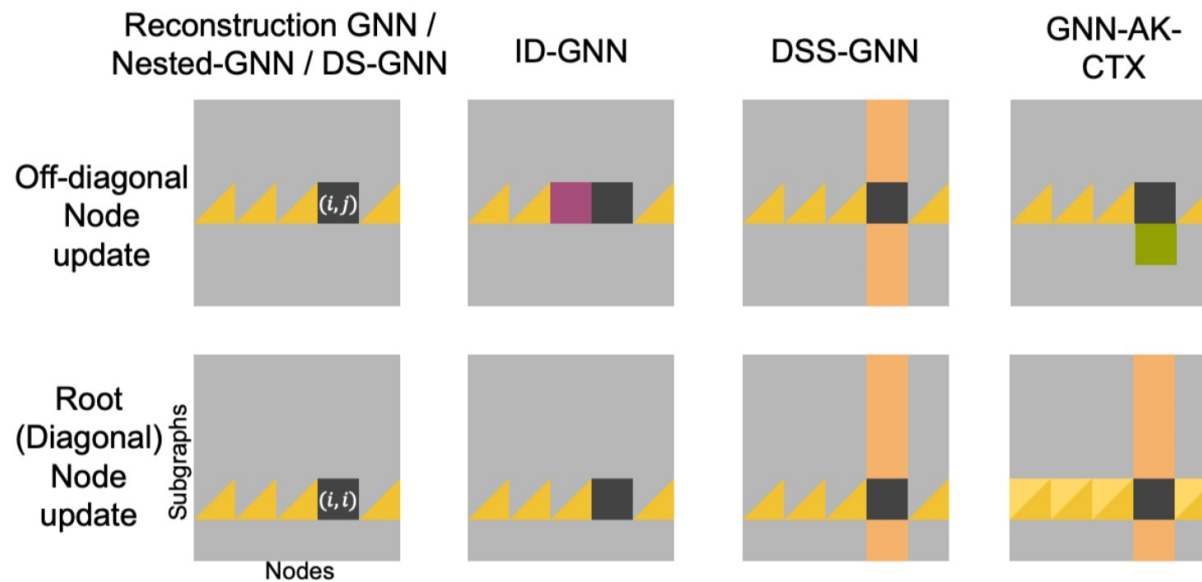 Reconstruction GNN /
Nested-GNN / DS-GNN
ID-GNN
DSS-GNN
GNN-AK-
CTX
Off-diagonal
Node
update
(i, j)
Root
(Diagonal)
Node
update
Subgraphs
(i, i)
Nodes